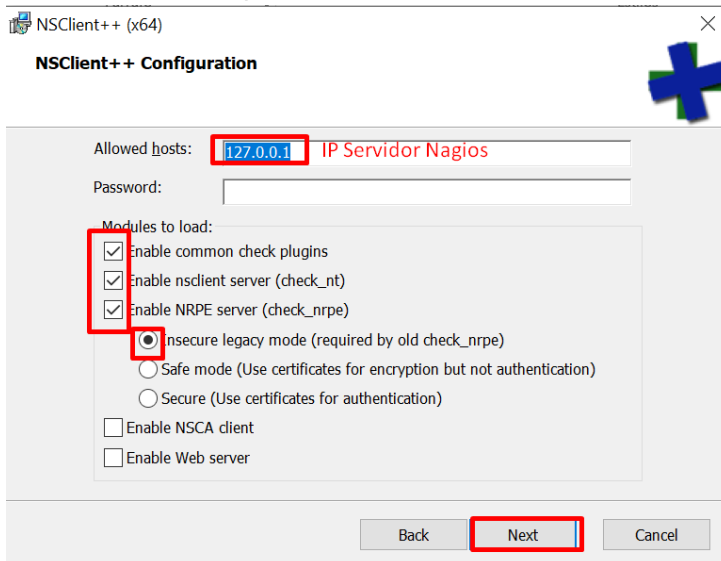 NSClient++ (x64)
NSClient++ Configuration
Allowed hosts: 127.0.0.1 IP Servidor Nagios
Password:
Modules to load:
Enable common check plugins
Enable nsclient server (check_nt)
Enable NRPE server (check_nrpe)
Insecure legacy mode (required by old check_nrpe)
Safe mode (Use certificates for encryption but not authentication)
Secure (Use certificates for authentication)
Enable NSCA client
Enable Web server
Back Next Cancel